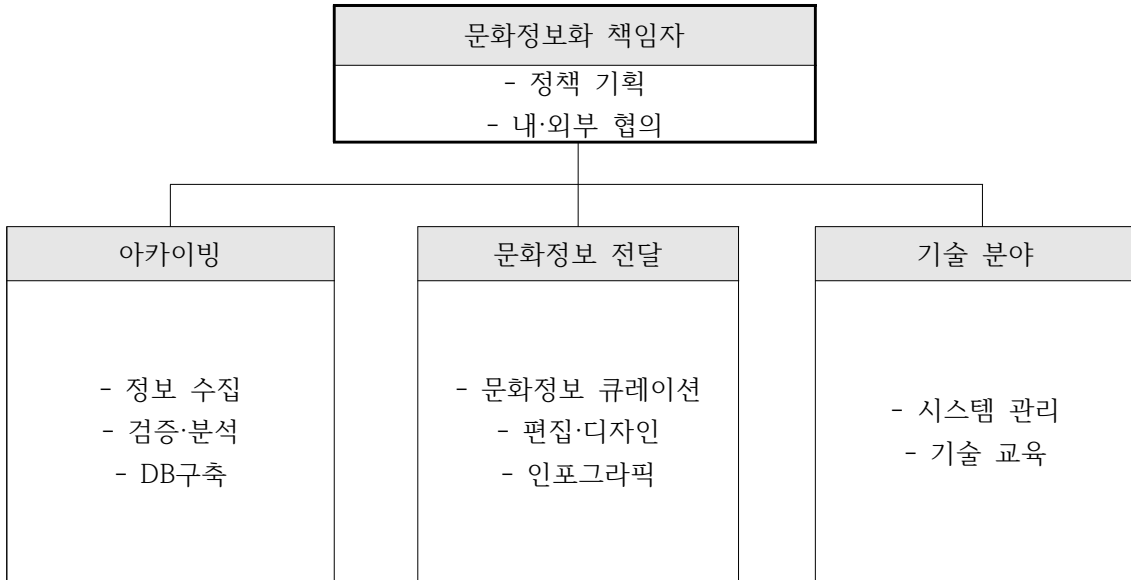 문화정보화 책임자
- 정책 기획
- 내·외부 협의
아카이빙
- 정보 수집
- 검증·분석
- DB구축
문화정보 전달
- 문화정보 큐레이션
- 편집·디자인
- 인포그라픽
기술 분야
- 시스템 관리
- 기술 교육